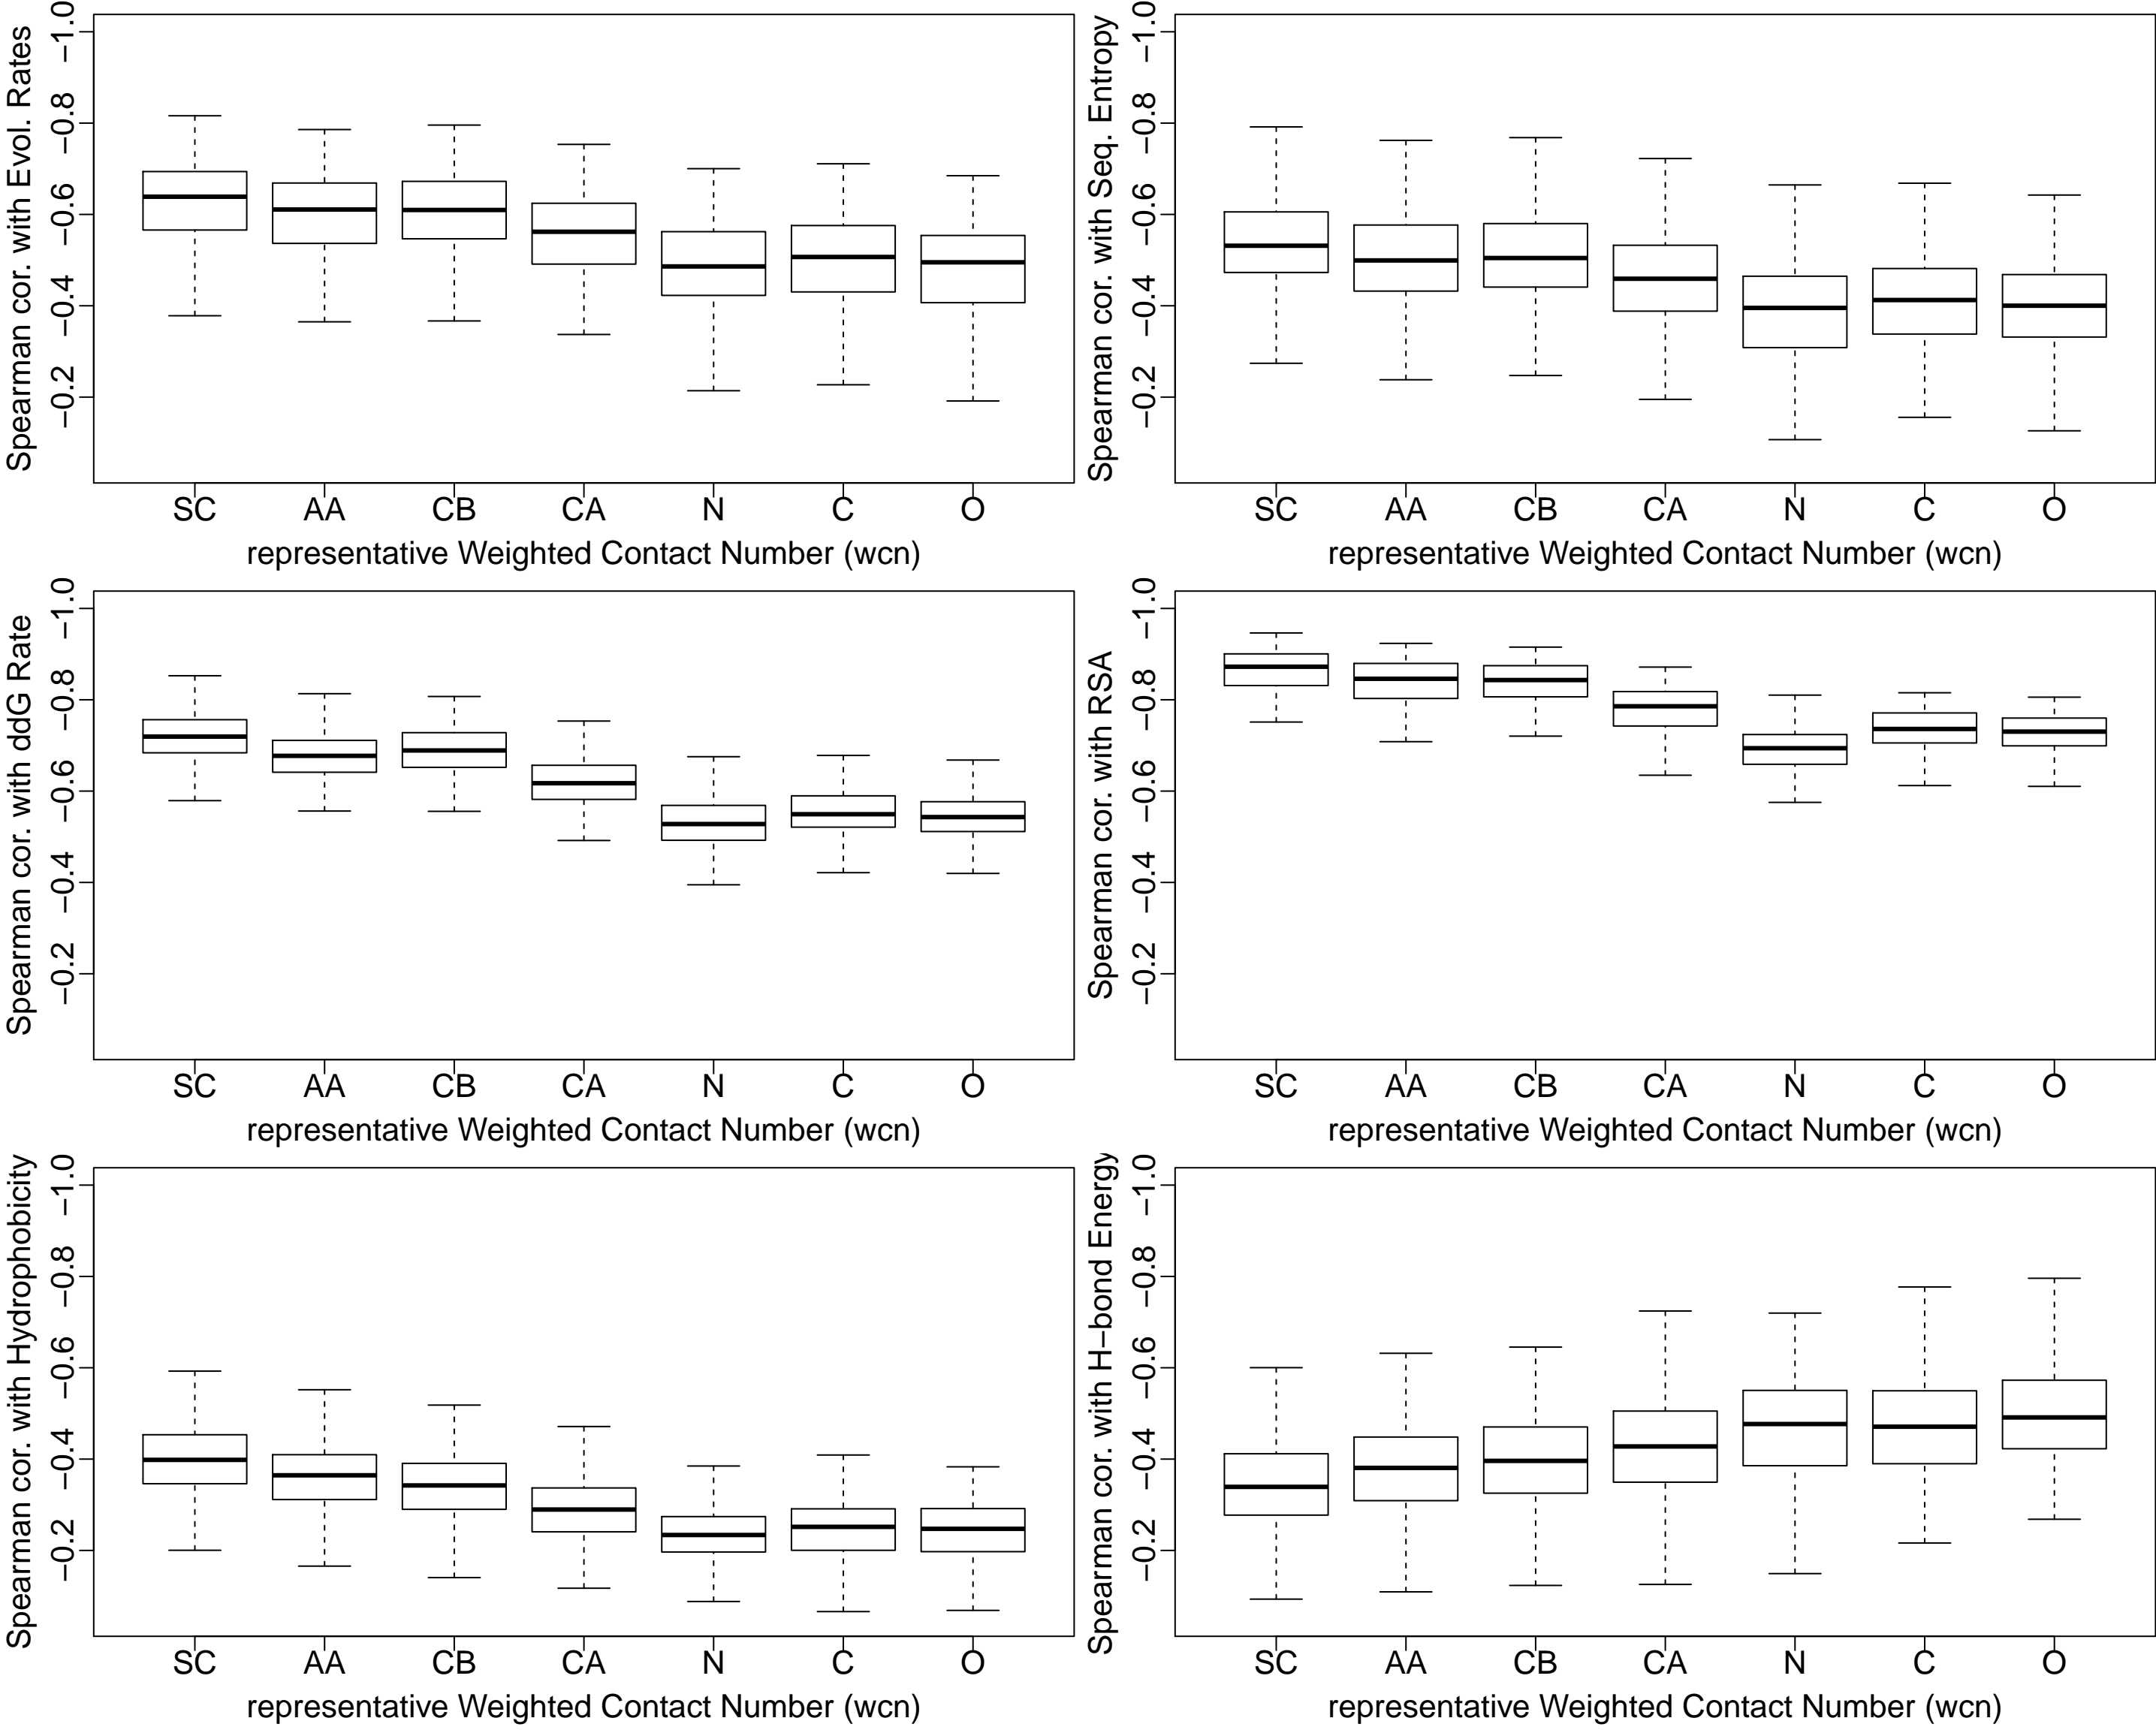 Spearman cor. with Evol. Rates
−1.0
−0.8
−0.6
−0.4
−0.2
SC AA CB CA N C O
representative Weighted Contact Number (wcn)
Spearman cor. with Seq. Entropy
−1.0
−0.8
−0.6
−0.4
−0.2
SC AA CB CA N C O
representative Weighted Contact Number (wcn)
Spearman cor. with ddG Rate
−1.0
−0.8
−0.6
−0.4
−0.2
SC AA CB CA N C O
representative Weighted Contact Number (wcn)
Spearman cor. with RSA
−1.0
−0.8
−0.6
−0.4
−0.2
SC AA CB CA N C O
representative Weighted Contact Number (wcn)
Spearman cor. with Hydrophobicity
−1.0
−0.8
−0.6
−0.4
−0.2
SC AA CB CA N C O
representative Weighted Contact Number (wcn)
Spearman cor. with H−bond Energy
−1.0
−0.8
−0.6
−0.4
−0.2
SC AA CB CA N C O
representative Weighted Contact Number (wcn)